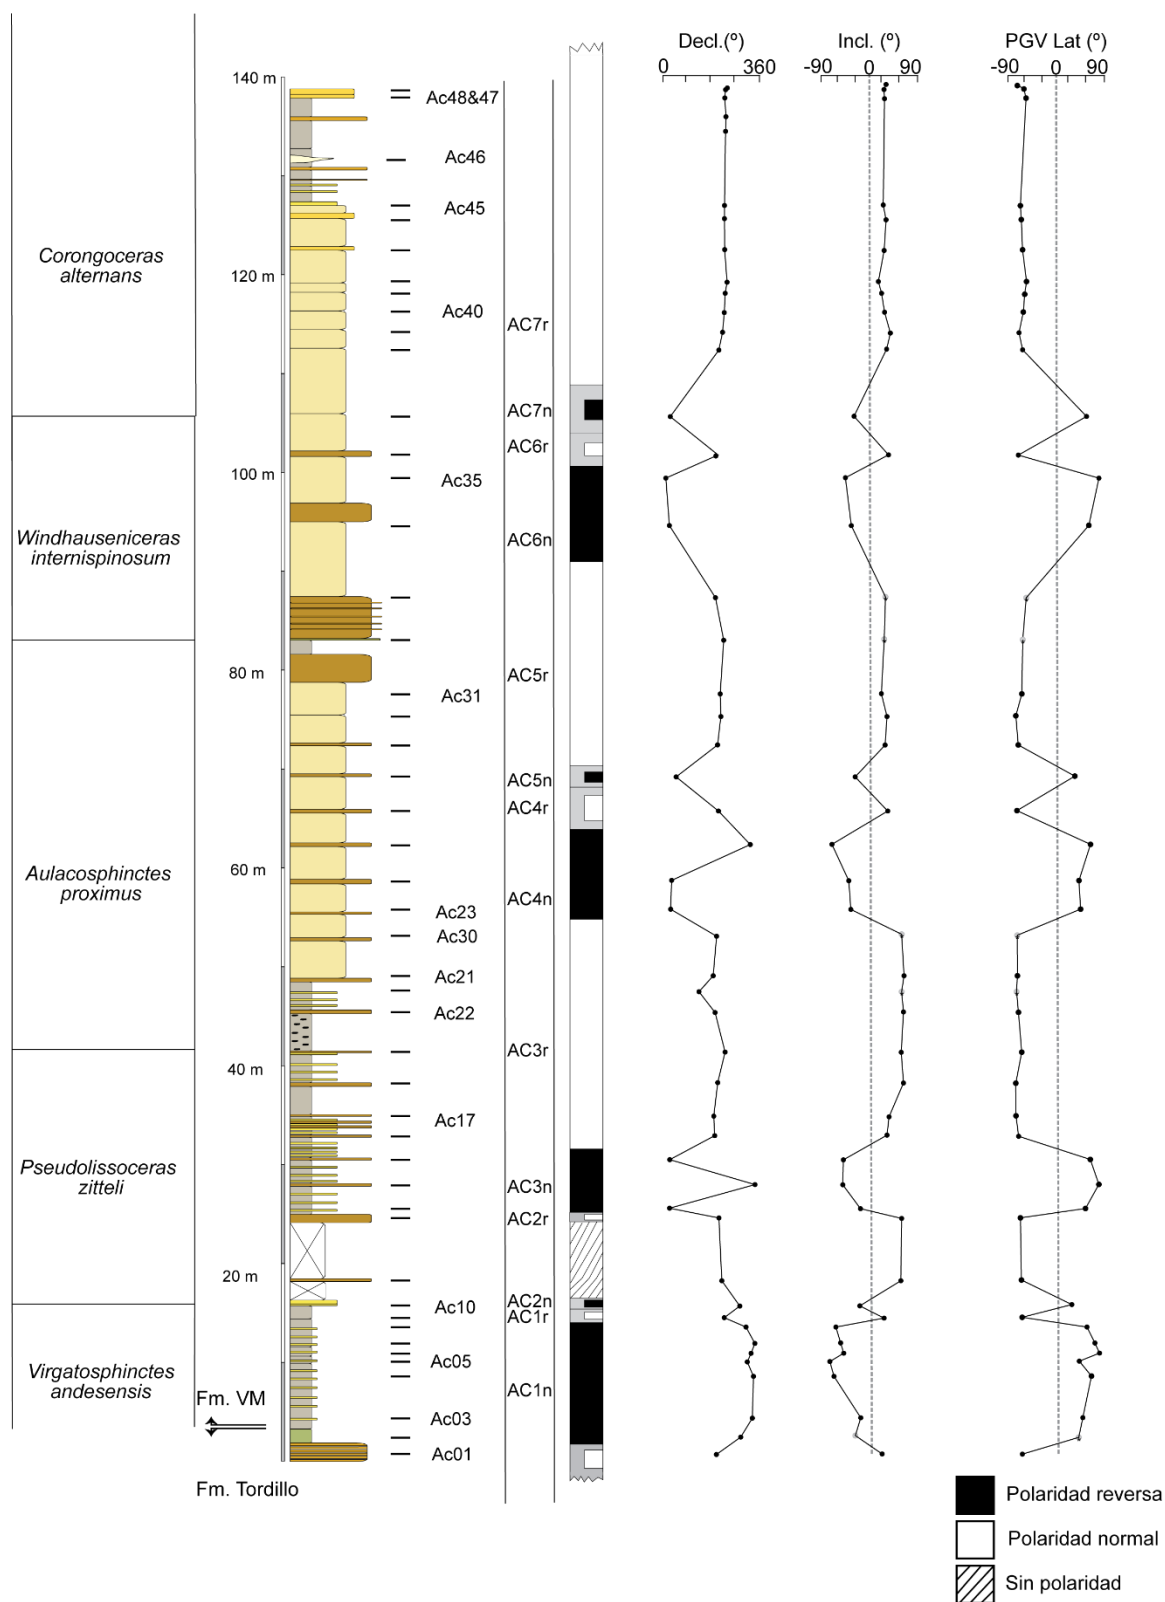 Decl.(º)
Incl. (º)
PGV Lat (º)
0
360
-90
0
90
-90
0
90
140 m
Ac48&47
Ac46
Ac45
Corongoceras
alternans
120 m
Ac40
AC7r
AC7n
AC6r
100 m
Ac35
Windhauseniceras
internispinosum
AC6n
80 m
AC5r
Ac31
AC5n
AC4r
Aulacosphinctes
proximus
60 m
AC4n
Ac23
Ac30
Ac21
Ac22
AC3r
40 m
Ac17
Pseudolissoceras
zitteli
AC3n
AC2r
20 m
AC2n
Ac10
AC1r
Ac05
Virgatosphinctes
andesensis
AC1n
Fm. VM
Ac03
Ac01
Fm. Tordillo
Polaridad reversa
Polaridad normal
Sin polaridad